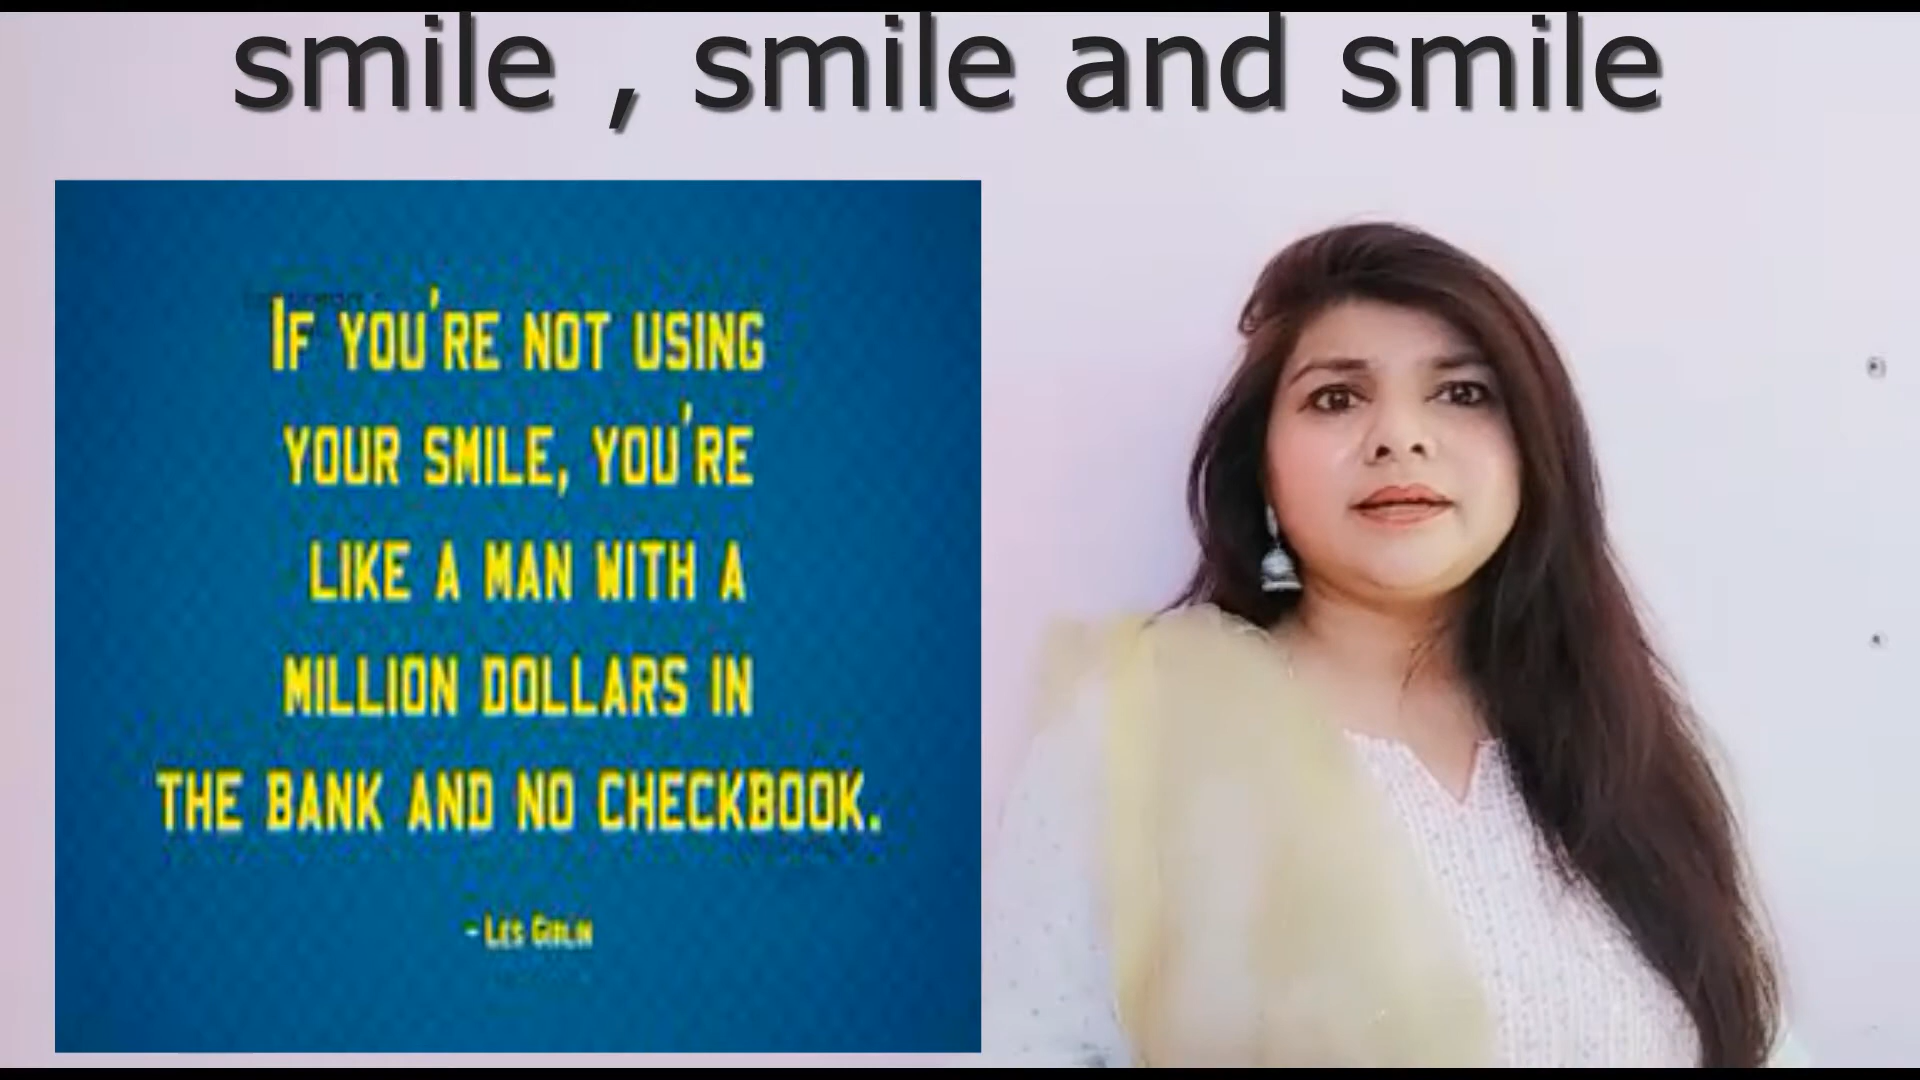 smile , smile and smile
If you're not using
your smile, you're
like a man with a
million dollars in
the bank and no checkbook.
- Les Giblin